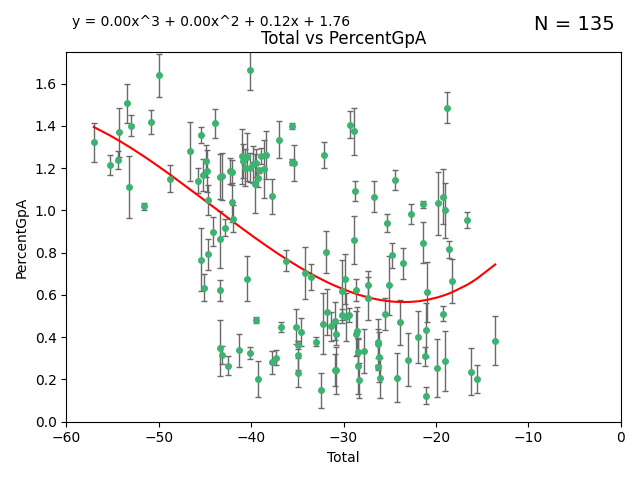 y = 0.00x^3 + 0.00x^2 + 0.12x + 1.76
N = 135
Total vs PercentGpA
PercentGpA
1.6
1.4
1.2
1.0
0.8
0.6
0.4
0.2
0.0
−60 −50 −40 −30 −20 −10 0
Total